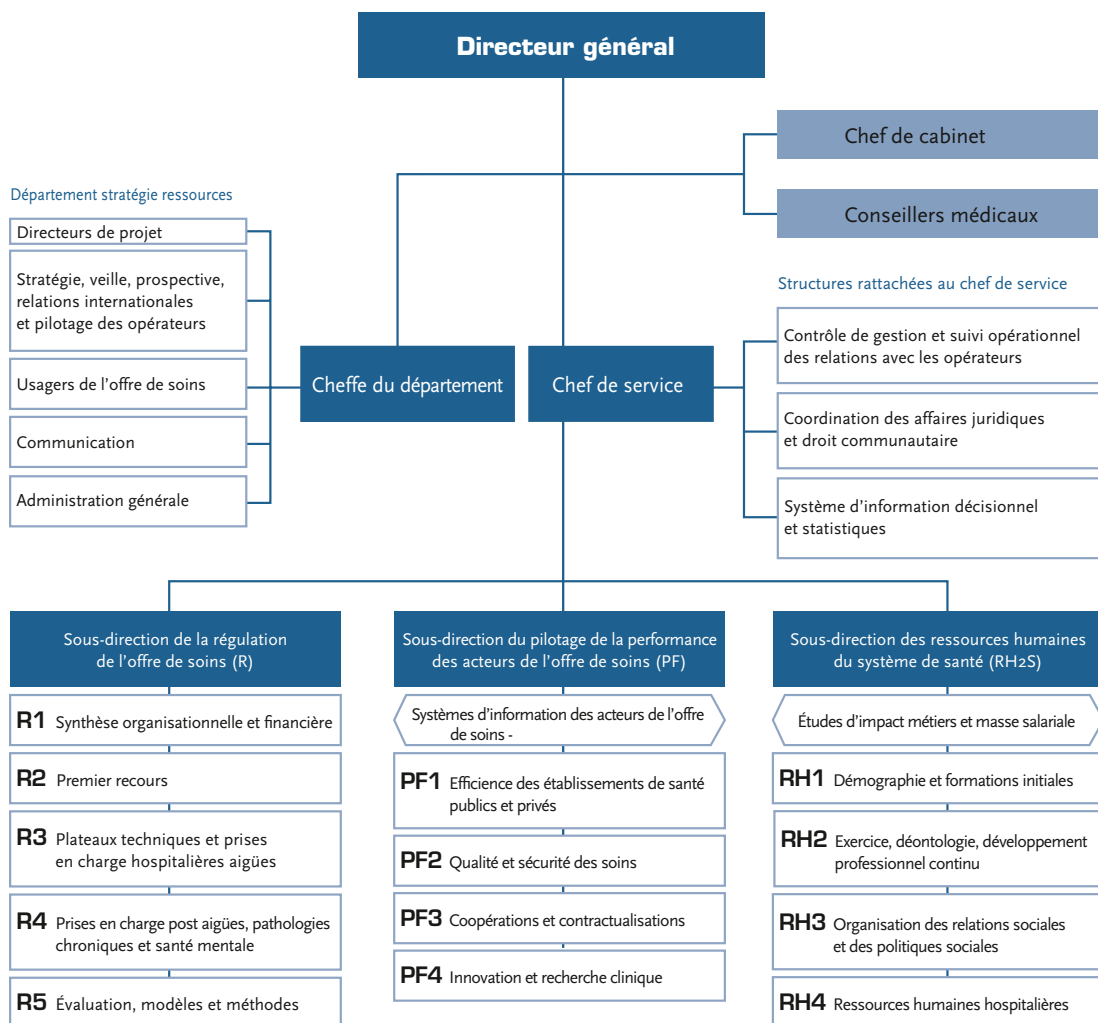 Directeur général
Chef de cabinet
Conseillers médicaux
Département stratégie ressources
Directeurs de projet
Stratégie, veille, prospective,
relations internationales
et pilotage des opérateurs
Usagers de l'offre de soins
Communication
Administration générale
Cheffe du département
Chef de service
Structures rattachées au chef de service
Contrôle de gestion et suivi opérationnel
des relations avec les opérateurs
Coordination des affaires juridiques
et droit communautaire
Système d'information décisionnel
et statistiques
Sous-direction de la régulation
de l'offre de soins (R)
R1 Synthèse organisationnelle et financière
R2 Premier recours
R3 Plateaux techniques et prises
en charge hospitalières aigües
R4 Prises en charge post aigües, pathologies
chroniques et santé mentale
R5 Évaluation, modèles et méthodes
Sous-direction du pilotage de la performance
des acteurs de l'offre de soins (PF)
Systèmes d'information des acteurs de l'offre
de soins -
PF1 Efficience des établissements de santé
publics et privés
PF2 Qualité et sécurité des soins
PF3 Coopérations et contractualisations
PF4 Innovation et recherche clinique
Sous-direction des ressources humaines
du système de santé (RH2S)
Études d'impact métiers et masse salariale
RH1 Démographie et formations initiales
RH2 Exercice, déontologie, développement
professionnel continu
RH3 Organisation des relations sociales
et des politiques sociales
RH4 Ressources humaines hospitalières